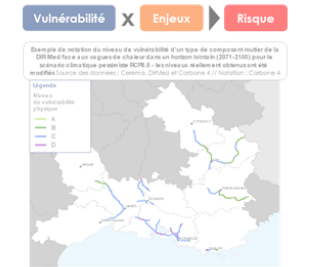 Vulnérabilité x Enjeux Risque
Exemple de notation du niveau de vulnérabilité d'un type de composant routier de la
DIR Med face aux vagues de chaleur dans un horizon lointain (2071-2100) pour le
scénario climatique pessimiste RCP8.5 - les niveaux réellement obtenus ont été
modifiés Source des données : Cerema, DirMed et Carbone 4 // Notation : Carbone 4
Légende
Niveau
de vulnérabilité
physique
A
B
C
D